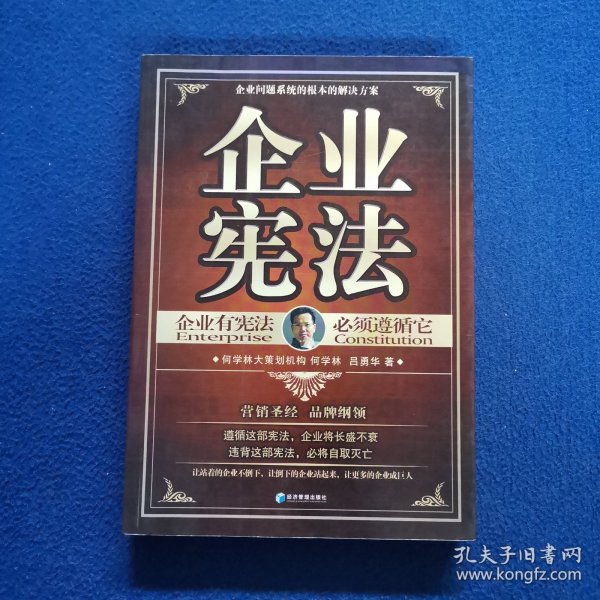 企业问题系统的根本的解决方案
企业
宪法
企业有宪法 必须遵循它
Enterprise Constitution
何学林大策划机构 何学林 吕勇华 著
营销圣经 品牌纲领
遵循这部宪法，企业将长盛不衰
违背这部宪法，必将自取灭亡
让站着的企业不倒下，让倒下的企业站起来，让更多的企业成巨人
经济管理出版社
孔夫子旧书网
www.kongfz.com